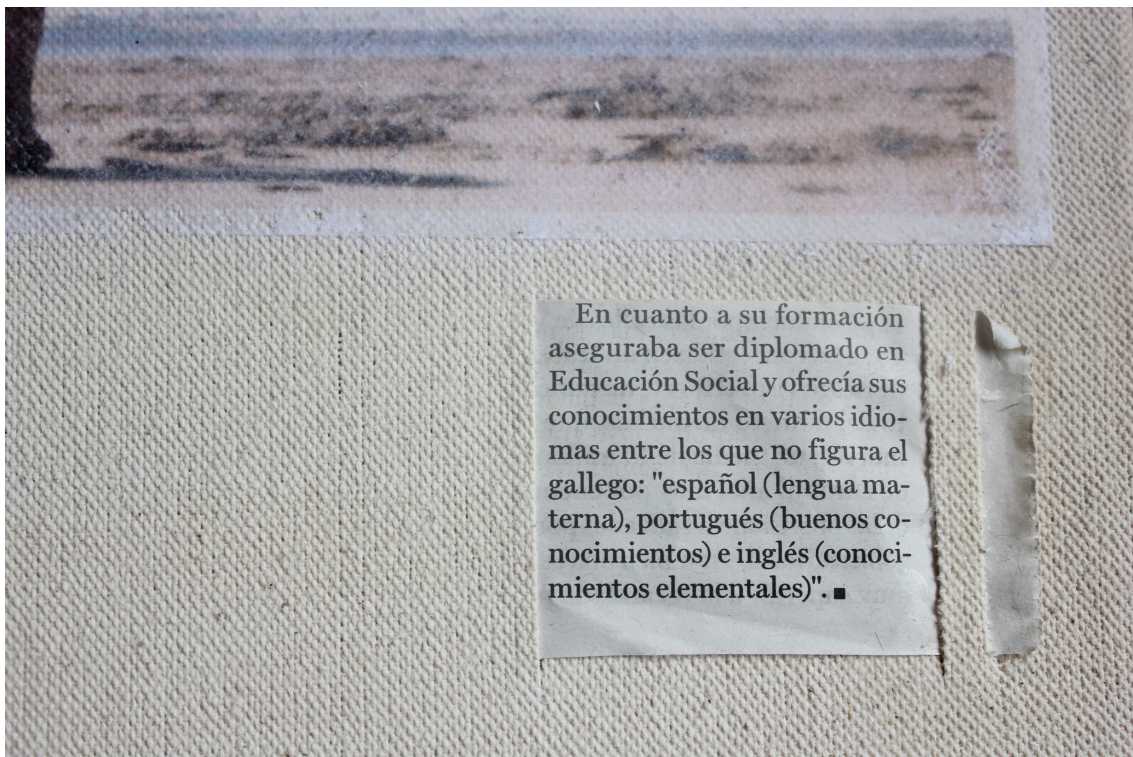 En cuanto a su formación
aseguraba ser diplomado en
Educación Social y ofrecía sus
conocimientos en varios idio-
mas entre los que no figura el
gallego: "español (lengua ma-
terna), portugués (buenos co-
nocimientos) e inglés (conoci-
mientos elementales)". ■